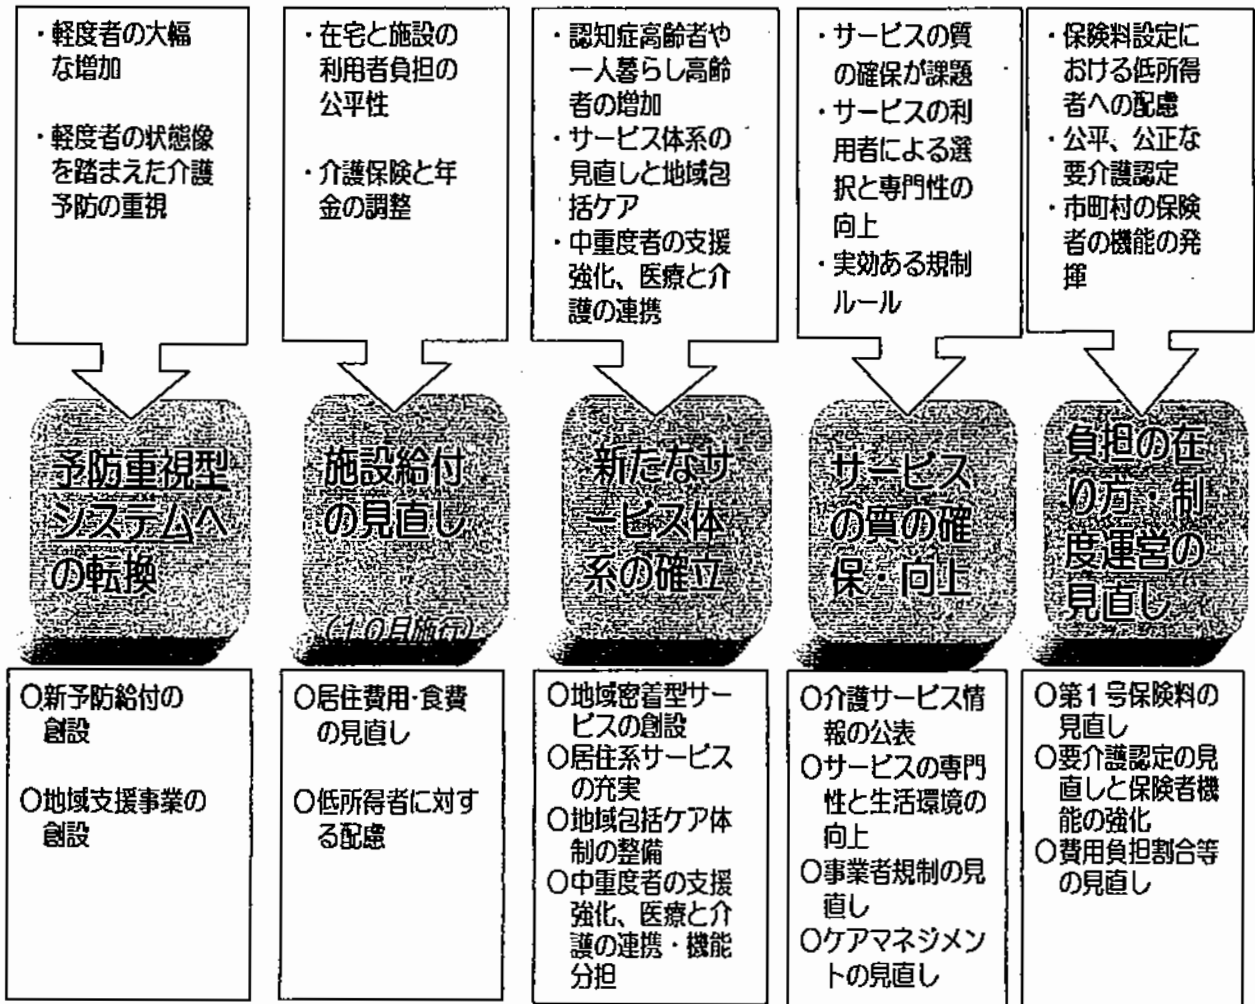 ・軽度者の大幅
な増加
・軽度者の状態像
を踏まえた介護
予防の重視
・在宅と施設の
利用者負担の
公平性
・介護保険と年
金の調整
・認知症高齢者や
一人暮らし高齢
者の増加
・サービス体系の
見直しと地域包
括ケア
・中重度者の支援
強化、医療と介
護の連携
・サービスの質
の確保が課題
・サービスの利
用者による選
択と専門性の
向上
・実効ある規制
ルール
・保険料設定に
おける低所得
者への配慮
・公平、公正な
要介護認定
・市町村の保険
者の機能の発
揮
予防重視型
システムへ
の転換
施設給付
の見直し
(10月施行)
新たなサ
ービス体
系の確立
サービス
の質の確
保・向上
負担の在
り方・制
度運営の
見直し
○新予防給付の
創設
○地域支援事業の
創設
○居住費用・食費
の見直し
○低所得者に対す
る配慮
○地域密着型サー
ビスの創設
○居住系サービス
の充実
○地域包括ケア体
制の整備
○中重度者の支援
強化、医療と介
護の連携・機能
分担
○介護サービス情
報の公表
○サービスの専門
性と生活環境の
向上
○事業者規制の見
直し
○ケアマネジメン
トの見直し
○第1号保険料の
見直し
○要介護認定の見
直しと保険者機
能の強化
○費用負担割合等
の見直し